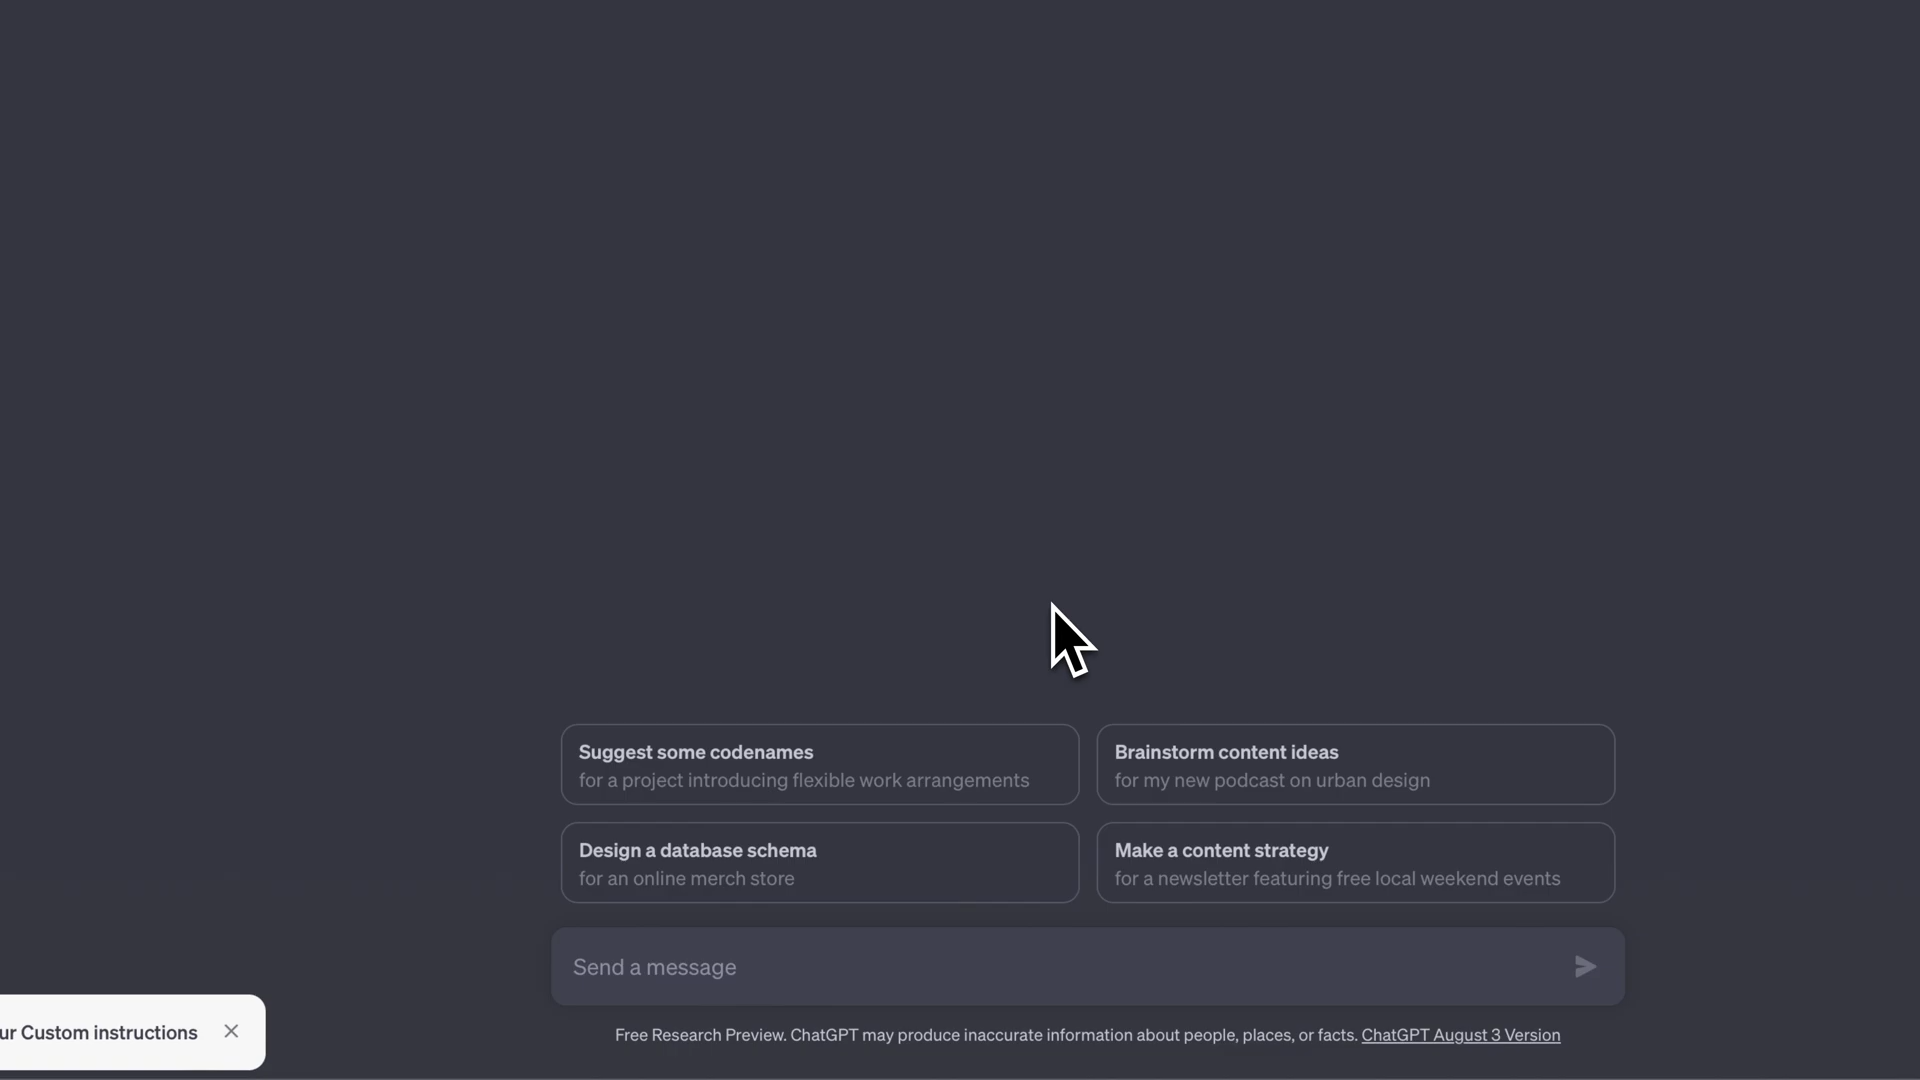 Suggest some codenames
for a project introducing flexible work arrangements
Brainstorm content ideas
for my new podcast on urban design
Design a database schema
for an online merch store
Make a content strategy
for a newsletter featuring free local weekend events
Send a message
ur Custom instructions
Free Research Preview. ChatGPT may produce inaccurate information about people, places, or facts. ChatGPT August 3 Version